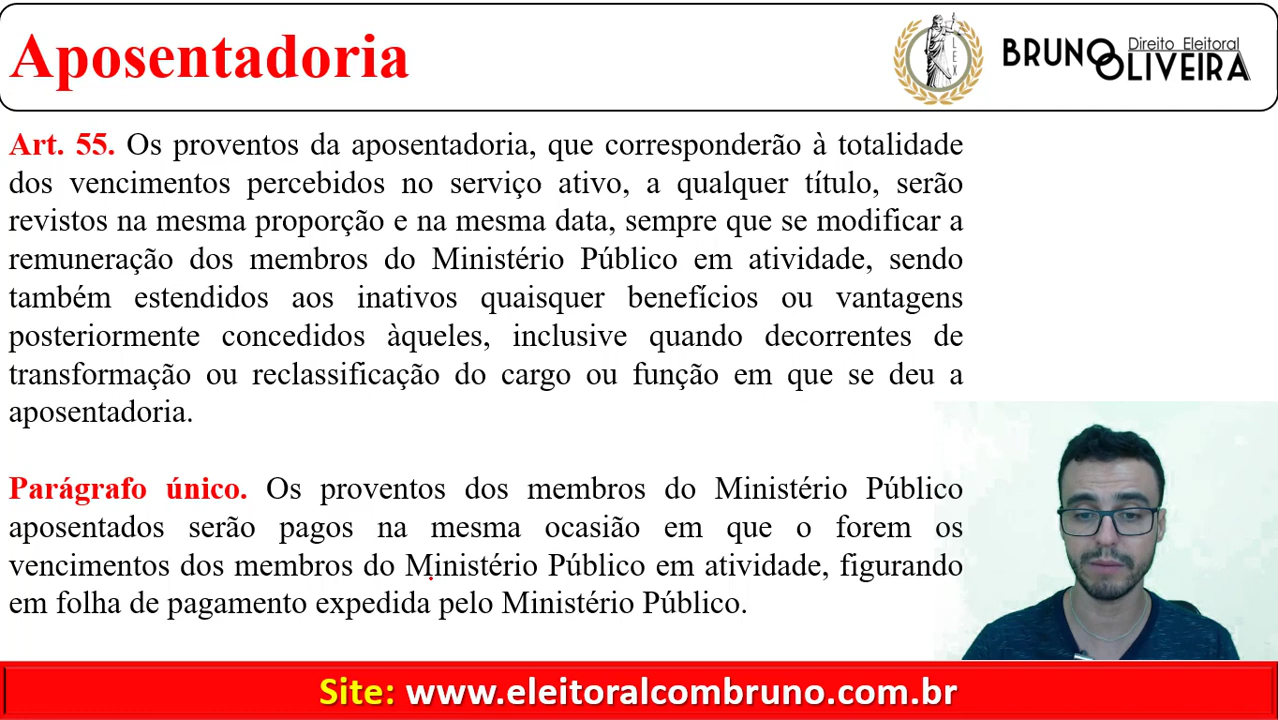 Aposentadoria
LEX
BRUNO OLIVEIRA
Direito Eleitoral
Art. 55. Os proventos da aposentadoria, que corresponderão à totalidade
dos vencimentos percebidos no serviço ativo, a qualquer título, serão
revistos na mesma proporção e na mesma data, sempre que se modificar a
remuneração dos membros do Ministério Público em atividade, sendo
também estendidos aos inativos quaisquer benefícios ou vantagens
posteriormente concedidos àqueles, inclusive quando decorrentes de
transformação ou reclassificação do cargo ou função em que se deu a
aposentadoria.
Parágrafo único. Os proventos dos membros do Ministério Público
aposentados serão pagos na mesma ocasião em que o forem os
vencimentos dos membros do Ministério Público em atividade, figurando
em folha de pagamento expedida pelo Ministério Público.
Site: www.eleitoralcombruno.com.br